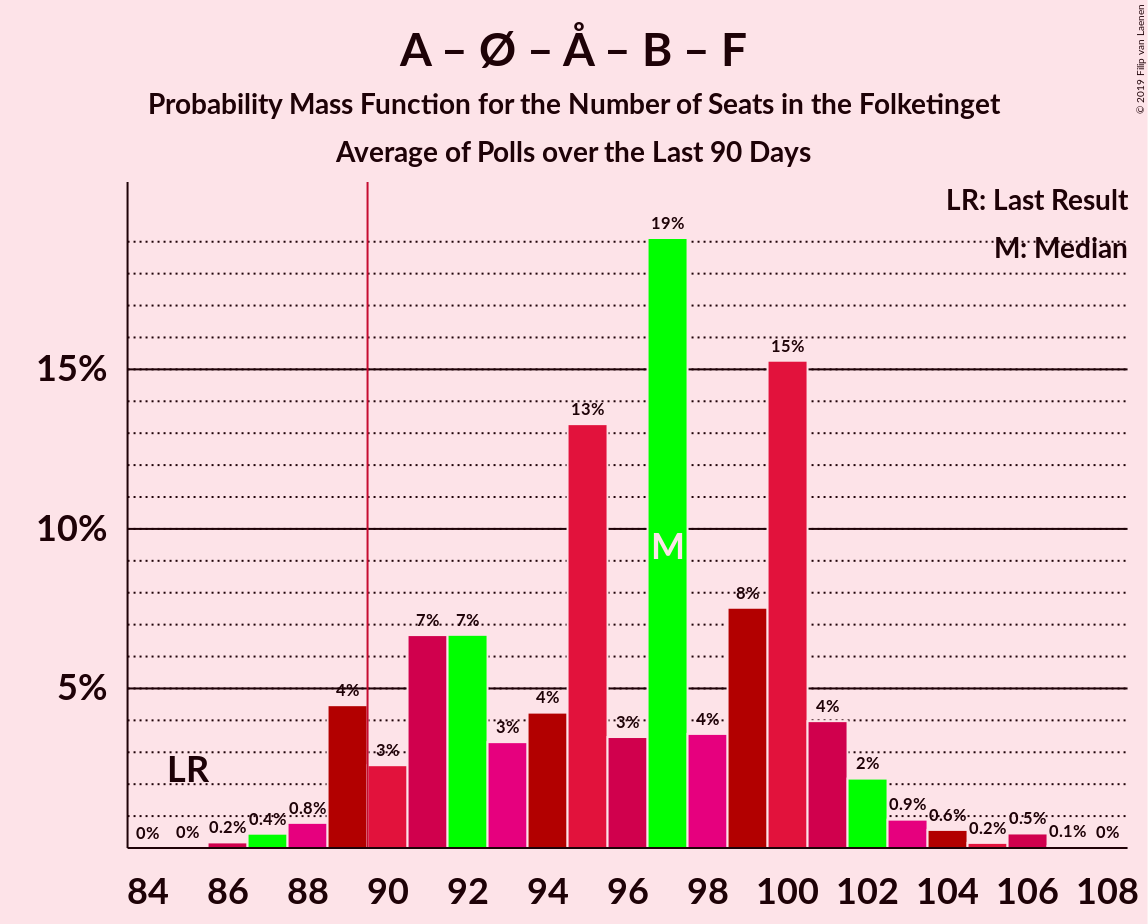 A – Ø – Å – B – F
Probability Mass Function for the Number of Seats in the Folketinget
Average of Polls over the Last 90 Days
© 2019 Filip van Laenen
LR: Last Result
M: Median
19%
15%
15%
13%
10%
M
8%
7% 7%
5%
4% 4% 4% 4%
3% 3% 3%
LR
2%
0% 0% 0.2% 0.4% 0.8% 0.9% 0.6% 0.2% 0.5% 0.1% 0%
84 86 88 90 92 94 96 98 100 102 104 106 108